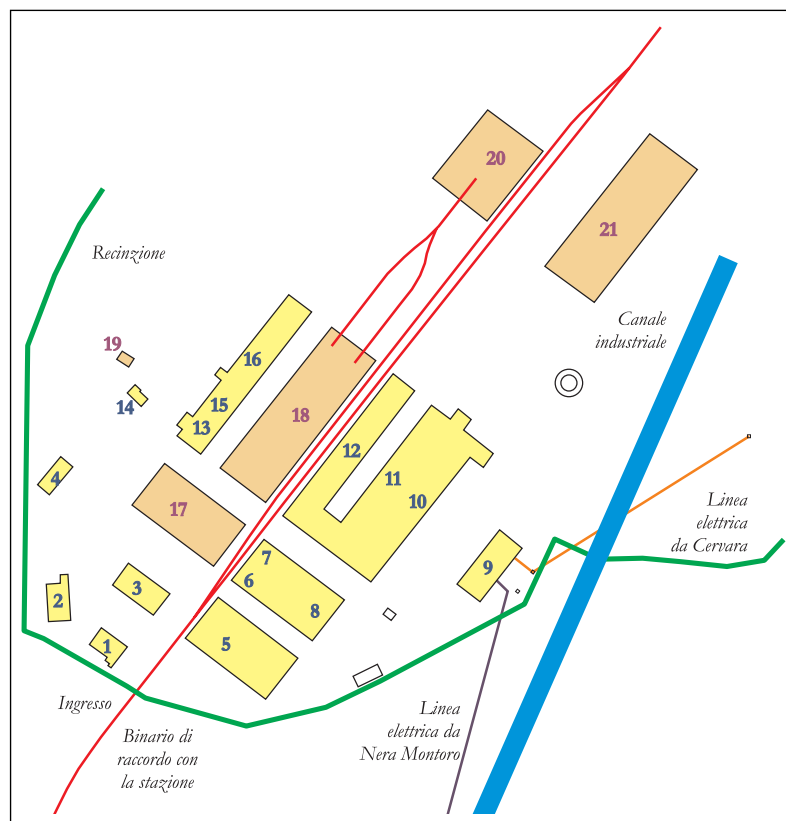 20
21
Recinzione
Canale
industriale
19
16
14
15
13
18
12
11
10
4
17
Linea
elettrica
da Cervara
7
6
8
9
3
2
1
5
Ingresso
Binario di
raccordo con
la stazione
Linea
elettrica da
Nera Montoro